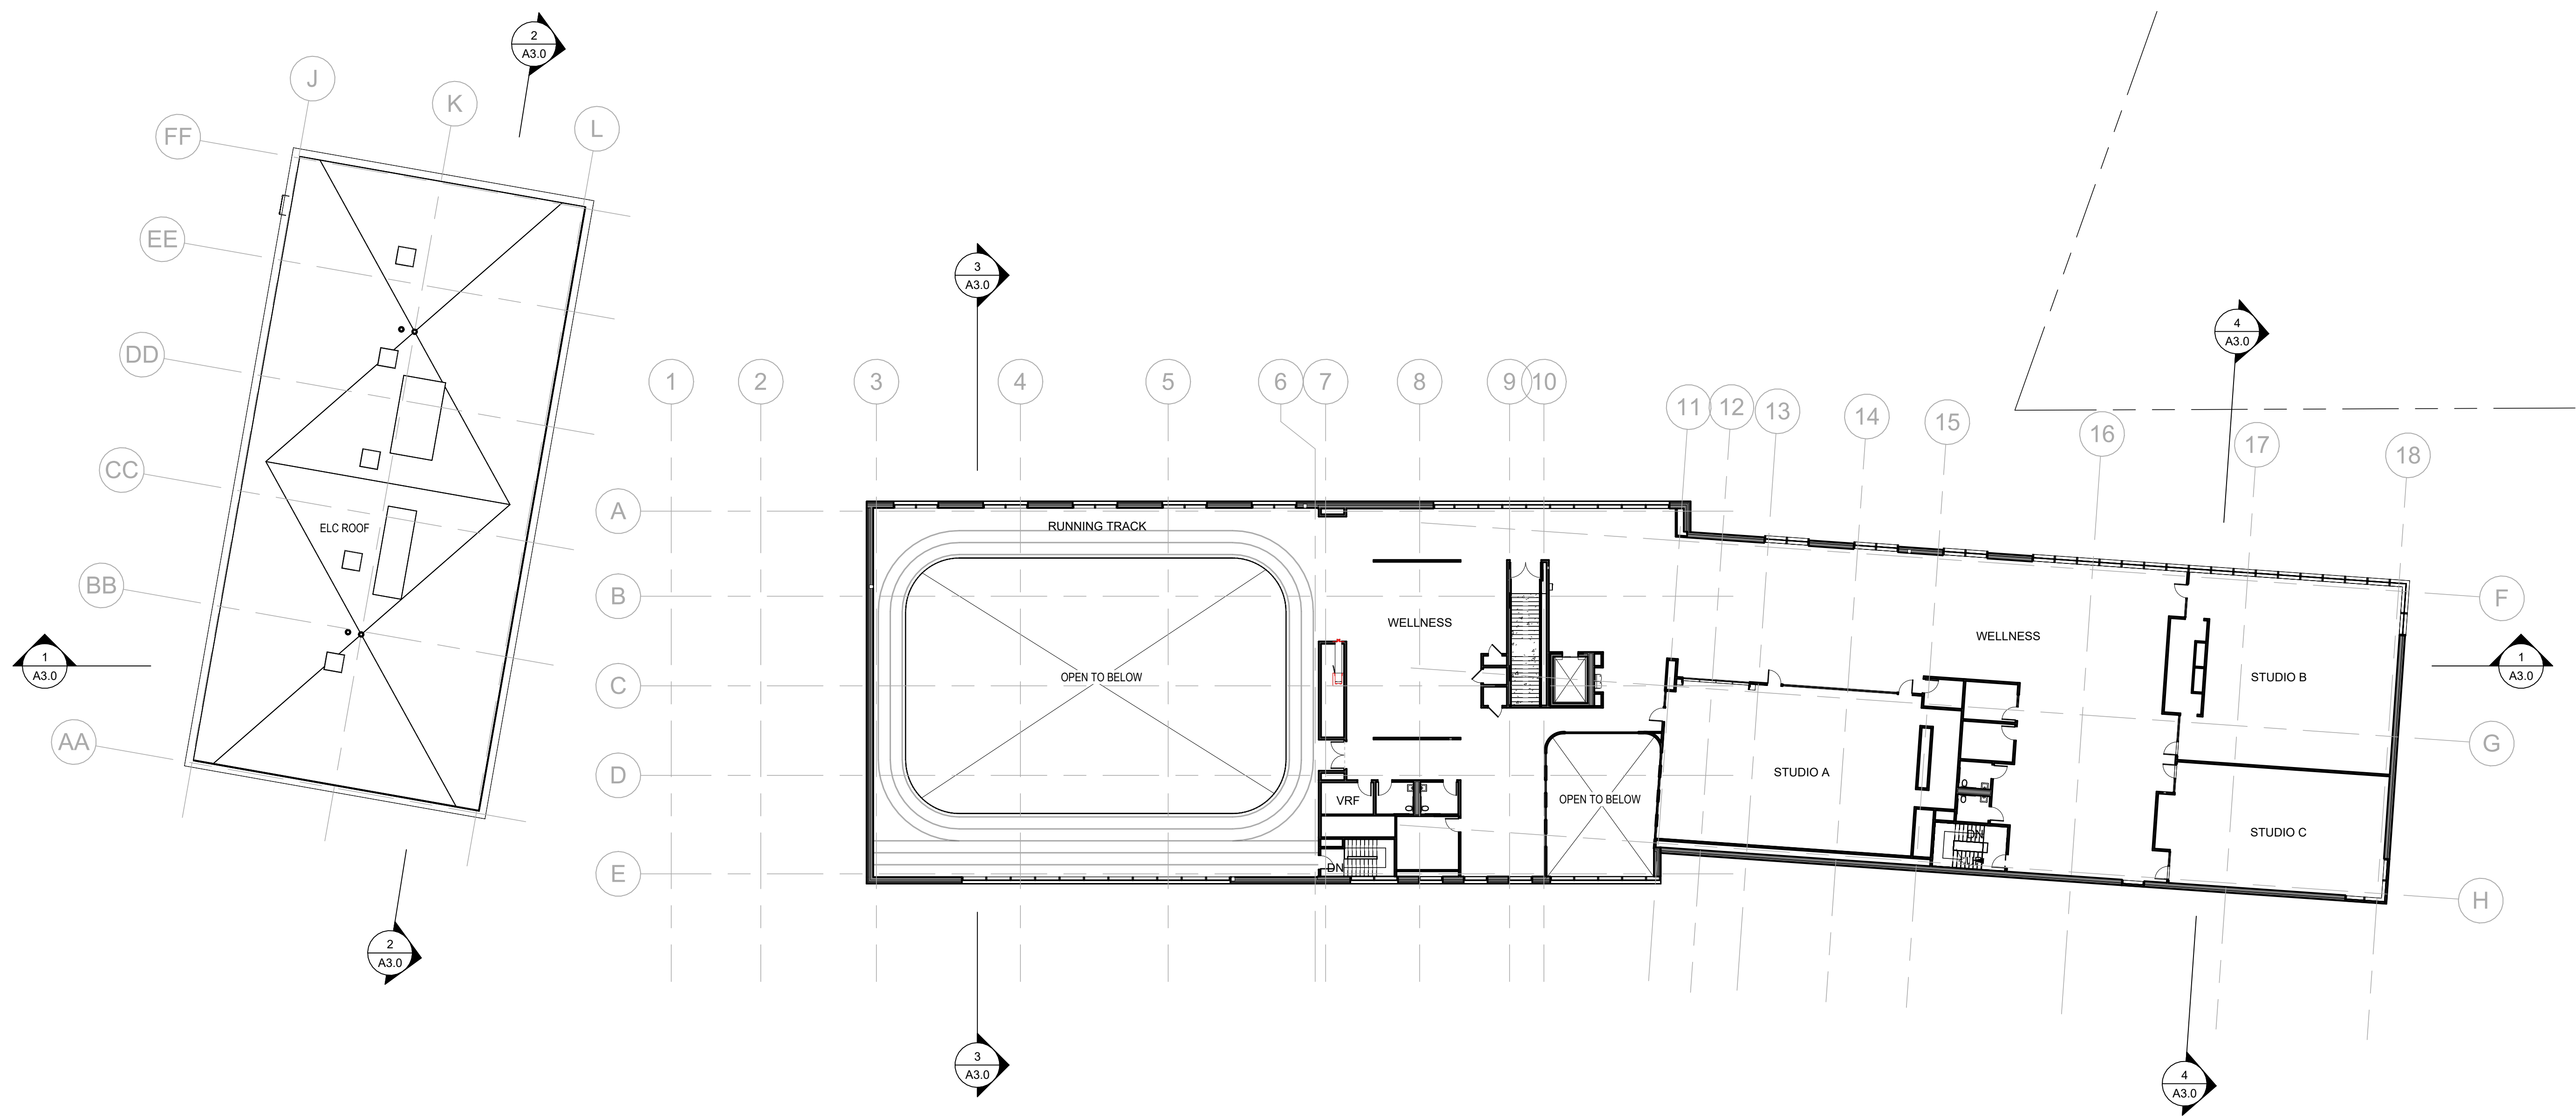 2
A3.0
J
K
L
FF
EE
DD
CC
BB
AA
ELC ROOF
1
A3.0
2
A3.0
3
A3.0
4
A3.0
1
2
3
4
5
6
7
8
9
10
11
12
13
14
15
16
17
18
A
B
C
D
E
F
G
H
RUNNING TRACK
OPEN TO BELOW
WELLNESS
VRF
DN
OPEN TO BELOW
STUDIO A
WELLNESS
DN
STUDIO B
STUDIO C
1
A3.0
3
A3.0
4
A3.0